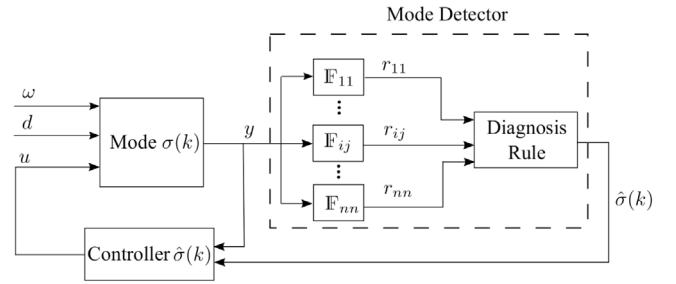 Mode Detector
ω
d
u
Mode σ(k)
y
𝔽₁₁
r₁₁
⋮
𝔽ᵢⱼ
rᵢⱼ
⋮
𝔽ₙₙ
rₙₙ
Diagnosis
Rule
σ̂(k)
Controller σ̂(k)